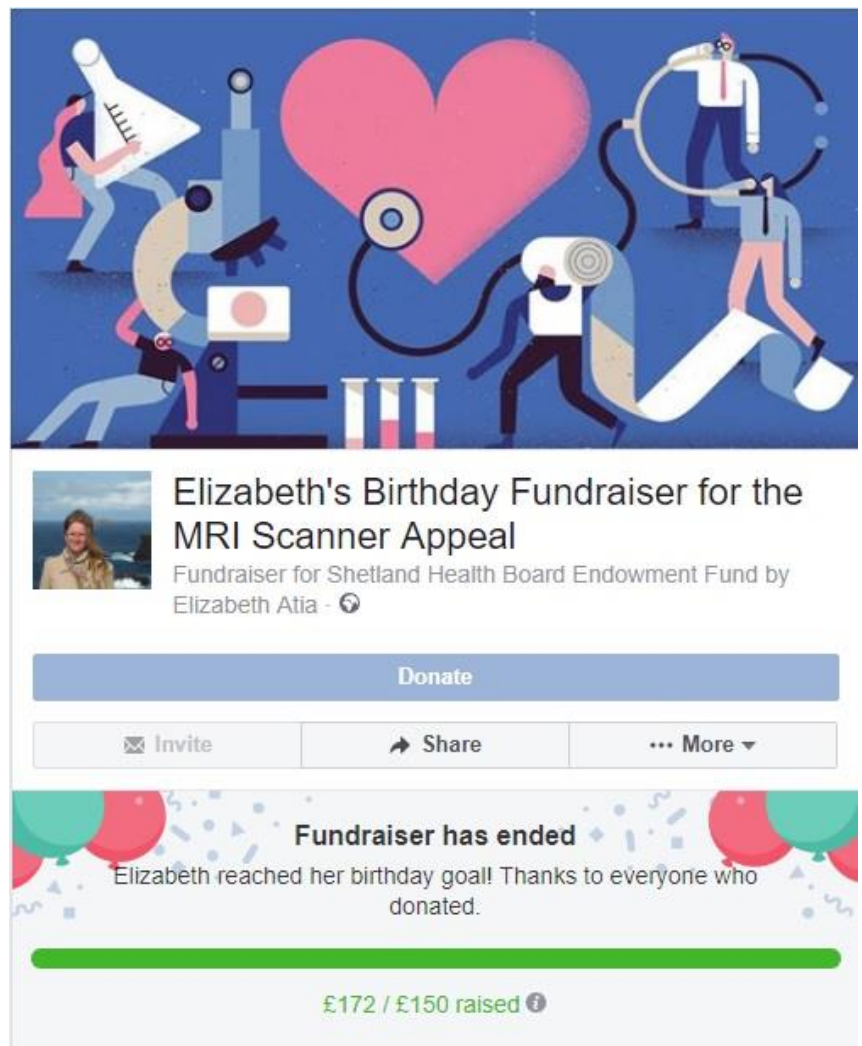 Elizabeth's Birthday Fundraiser for the
MRI Scanner Appeal
Fundraiser for Shetland Health Board Endowment Fund by
Elizabeth Atia ·
Donate
Invite
Share
More
Fundraiser has ended
Elizabeth reached her birthday goal! Thanks to everyone who
donated.
£172 / £150 raised